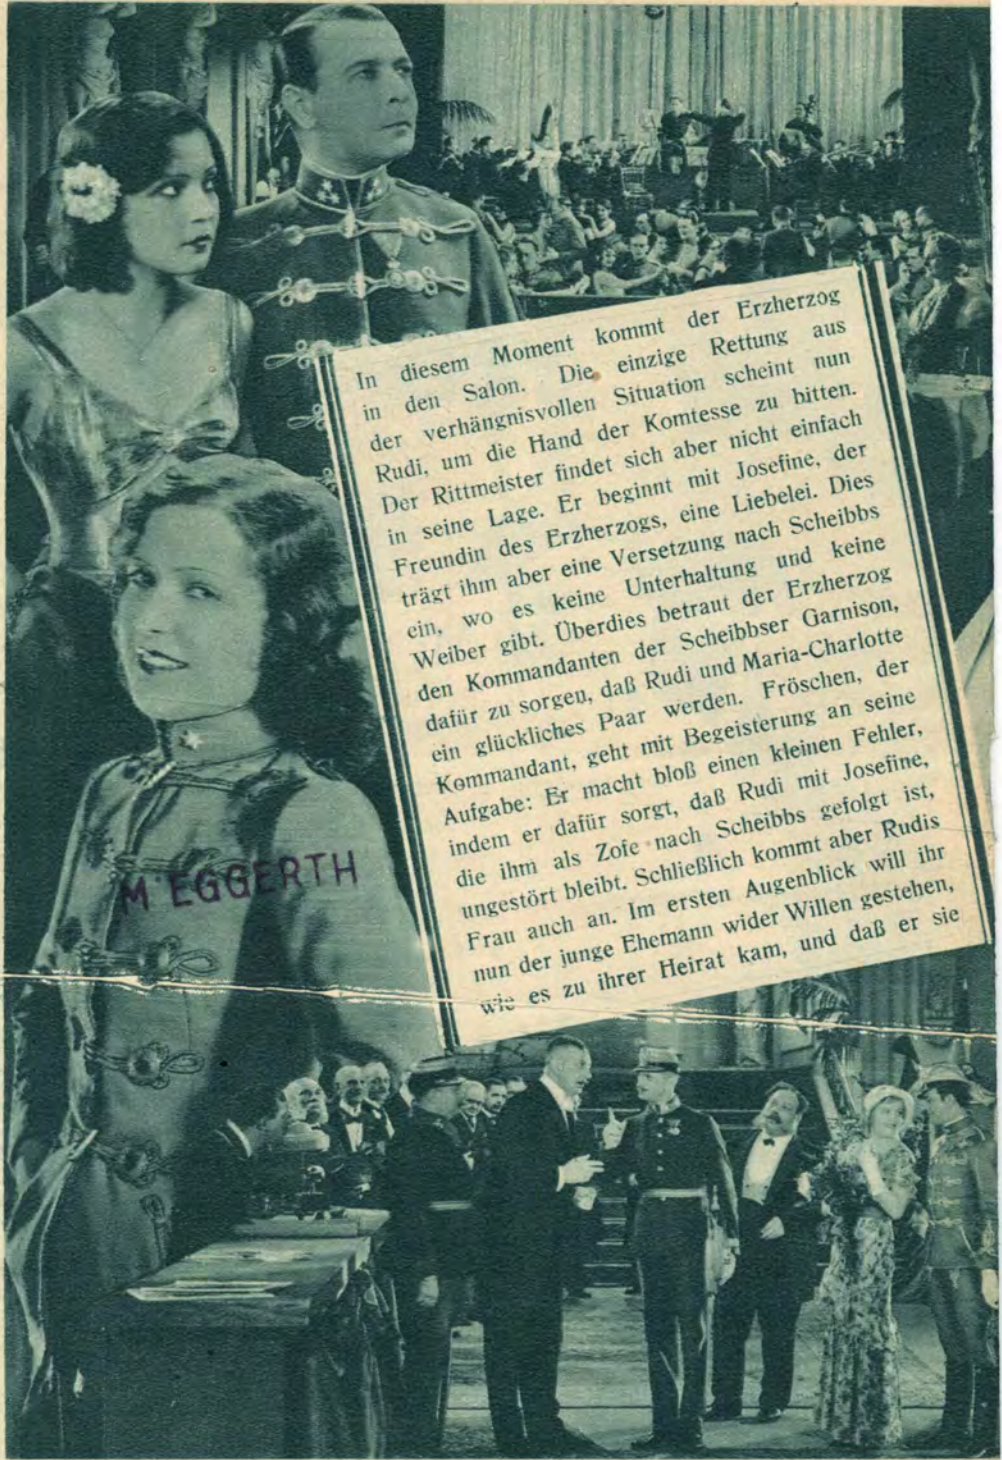 In diesem Moment kommt der Erzherzog
in den Salon. Die einzige Rettung aus
der verhängnisvollen Situation scheint nun
Rudi, um die Hand der Komtesse zu bitten.
Der Rittmeister findet sich aber nicht einfach
in seine Lage. Er beginnt mit Josefine, der
Freundin des Erzherzogs, eine Liebelei. Dies
trägt ihm aber eine Versetzung nach Scheibbs
ein, wo es keine Unterhaltung und keine
Weiber gibt. Überdies betraut der Erzherzog
den Kommandanten der Scheibbser Garnison,
dafür zu sorgen, daß Rudi und Maria-Charlotte
ein glückliches Paar werden. Fröschen, der
Kommandant, geht mit Begeisterung an seine
Aufgabe: Er macht bloß einen kleinen Fehler,
indem er dafür sorgt, daß Rudi mit Josefine,
die ihm als Zofe nach Scheibbs gefolgt ist,
ungestört bleibt. Schließlich kommt aber Rudis
Frau auch an. Im ersten Augenblick will ihr
nun der junge Ehemann wider Willen gestehen,
wie es zu ihrer Heirat kam, und daß er sie
M. EGGERTH